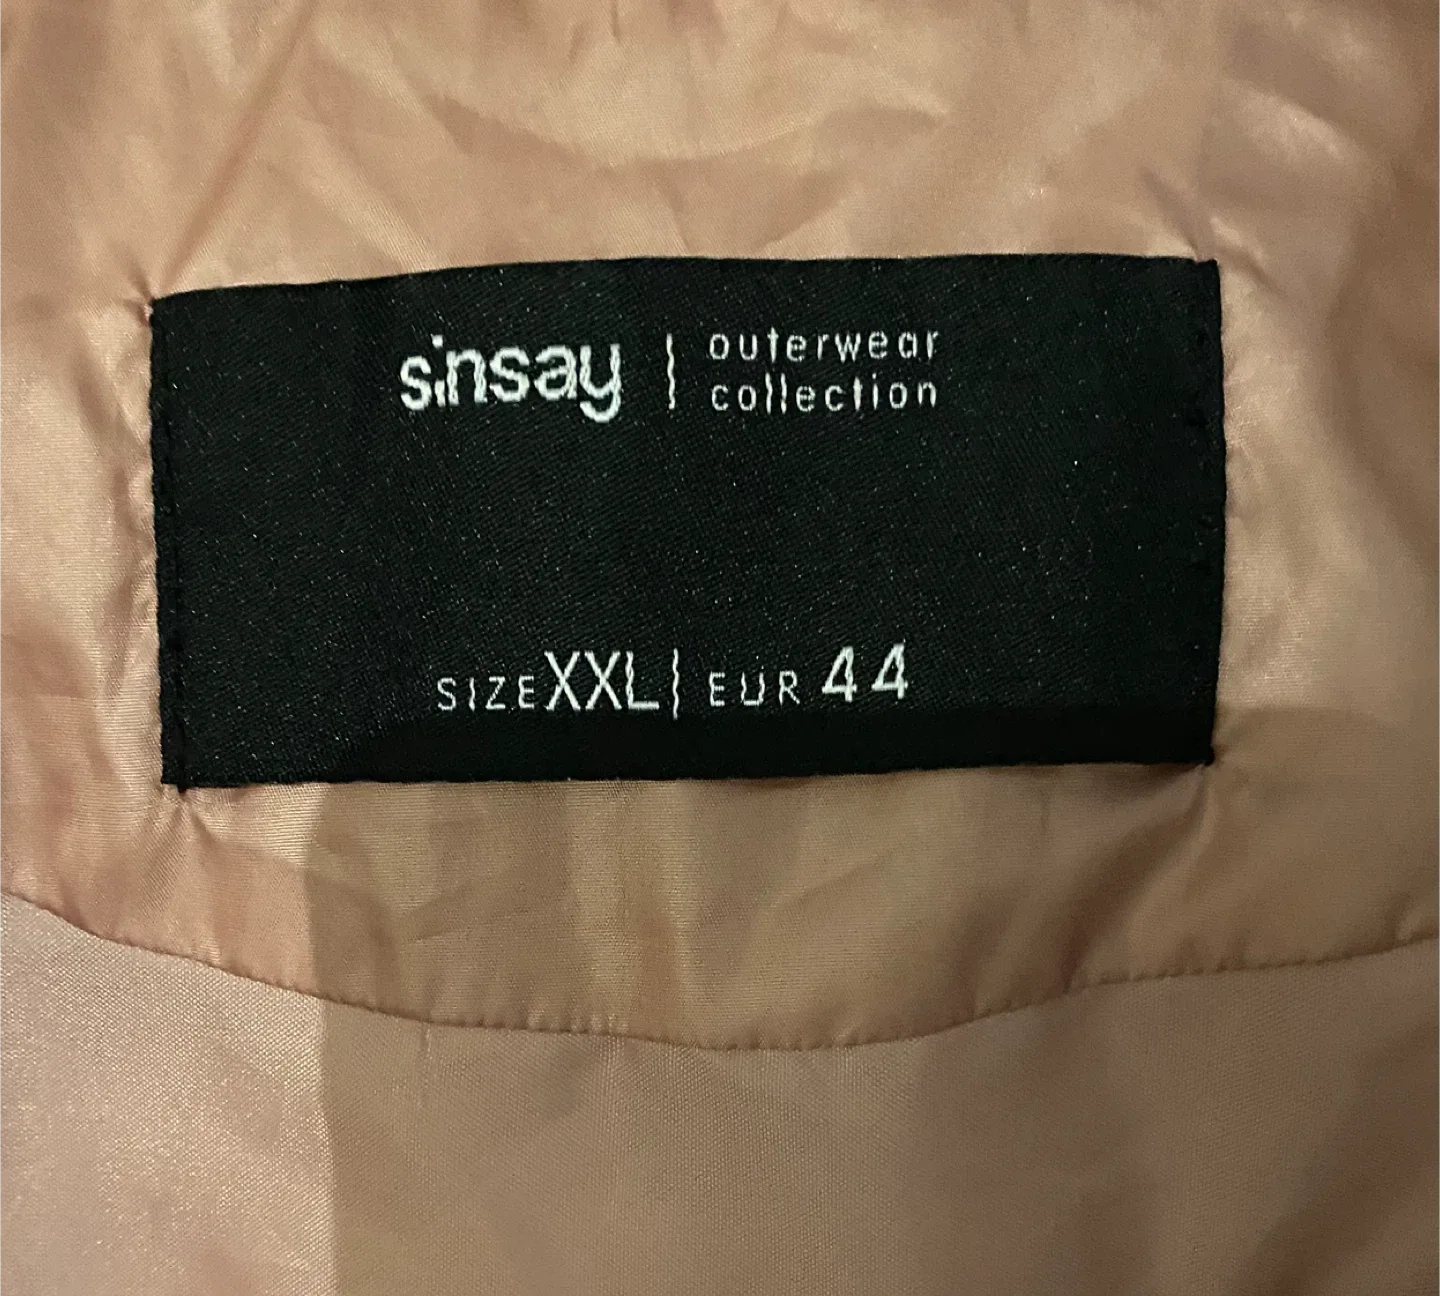 sinsay | outerwear
collection
SIZE XXL | EUR 44